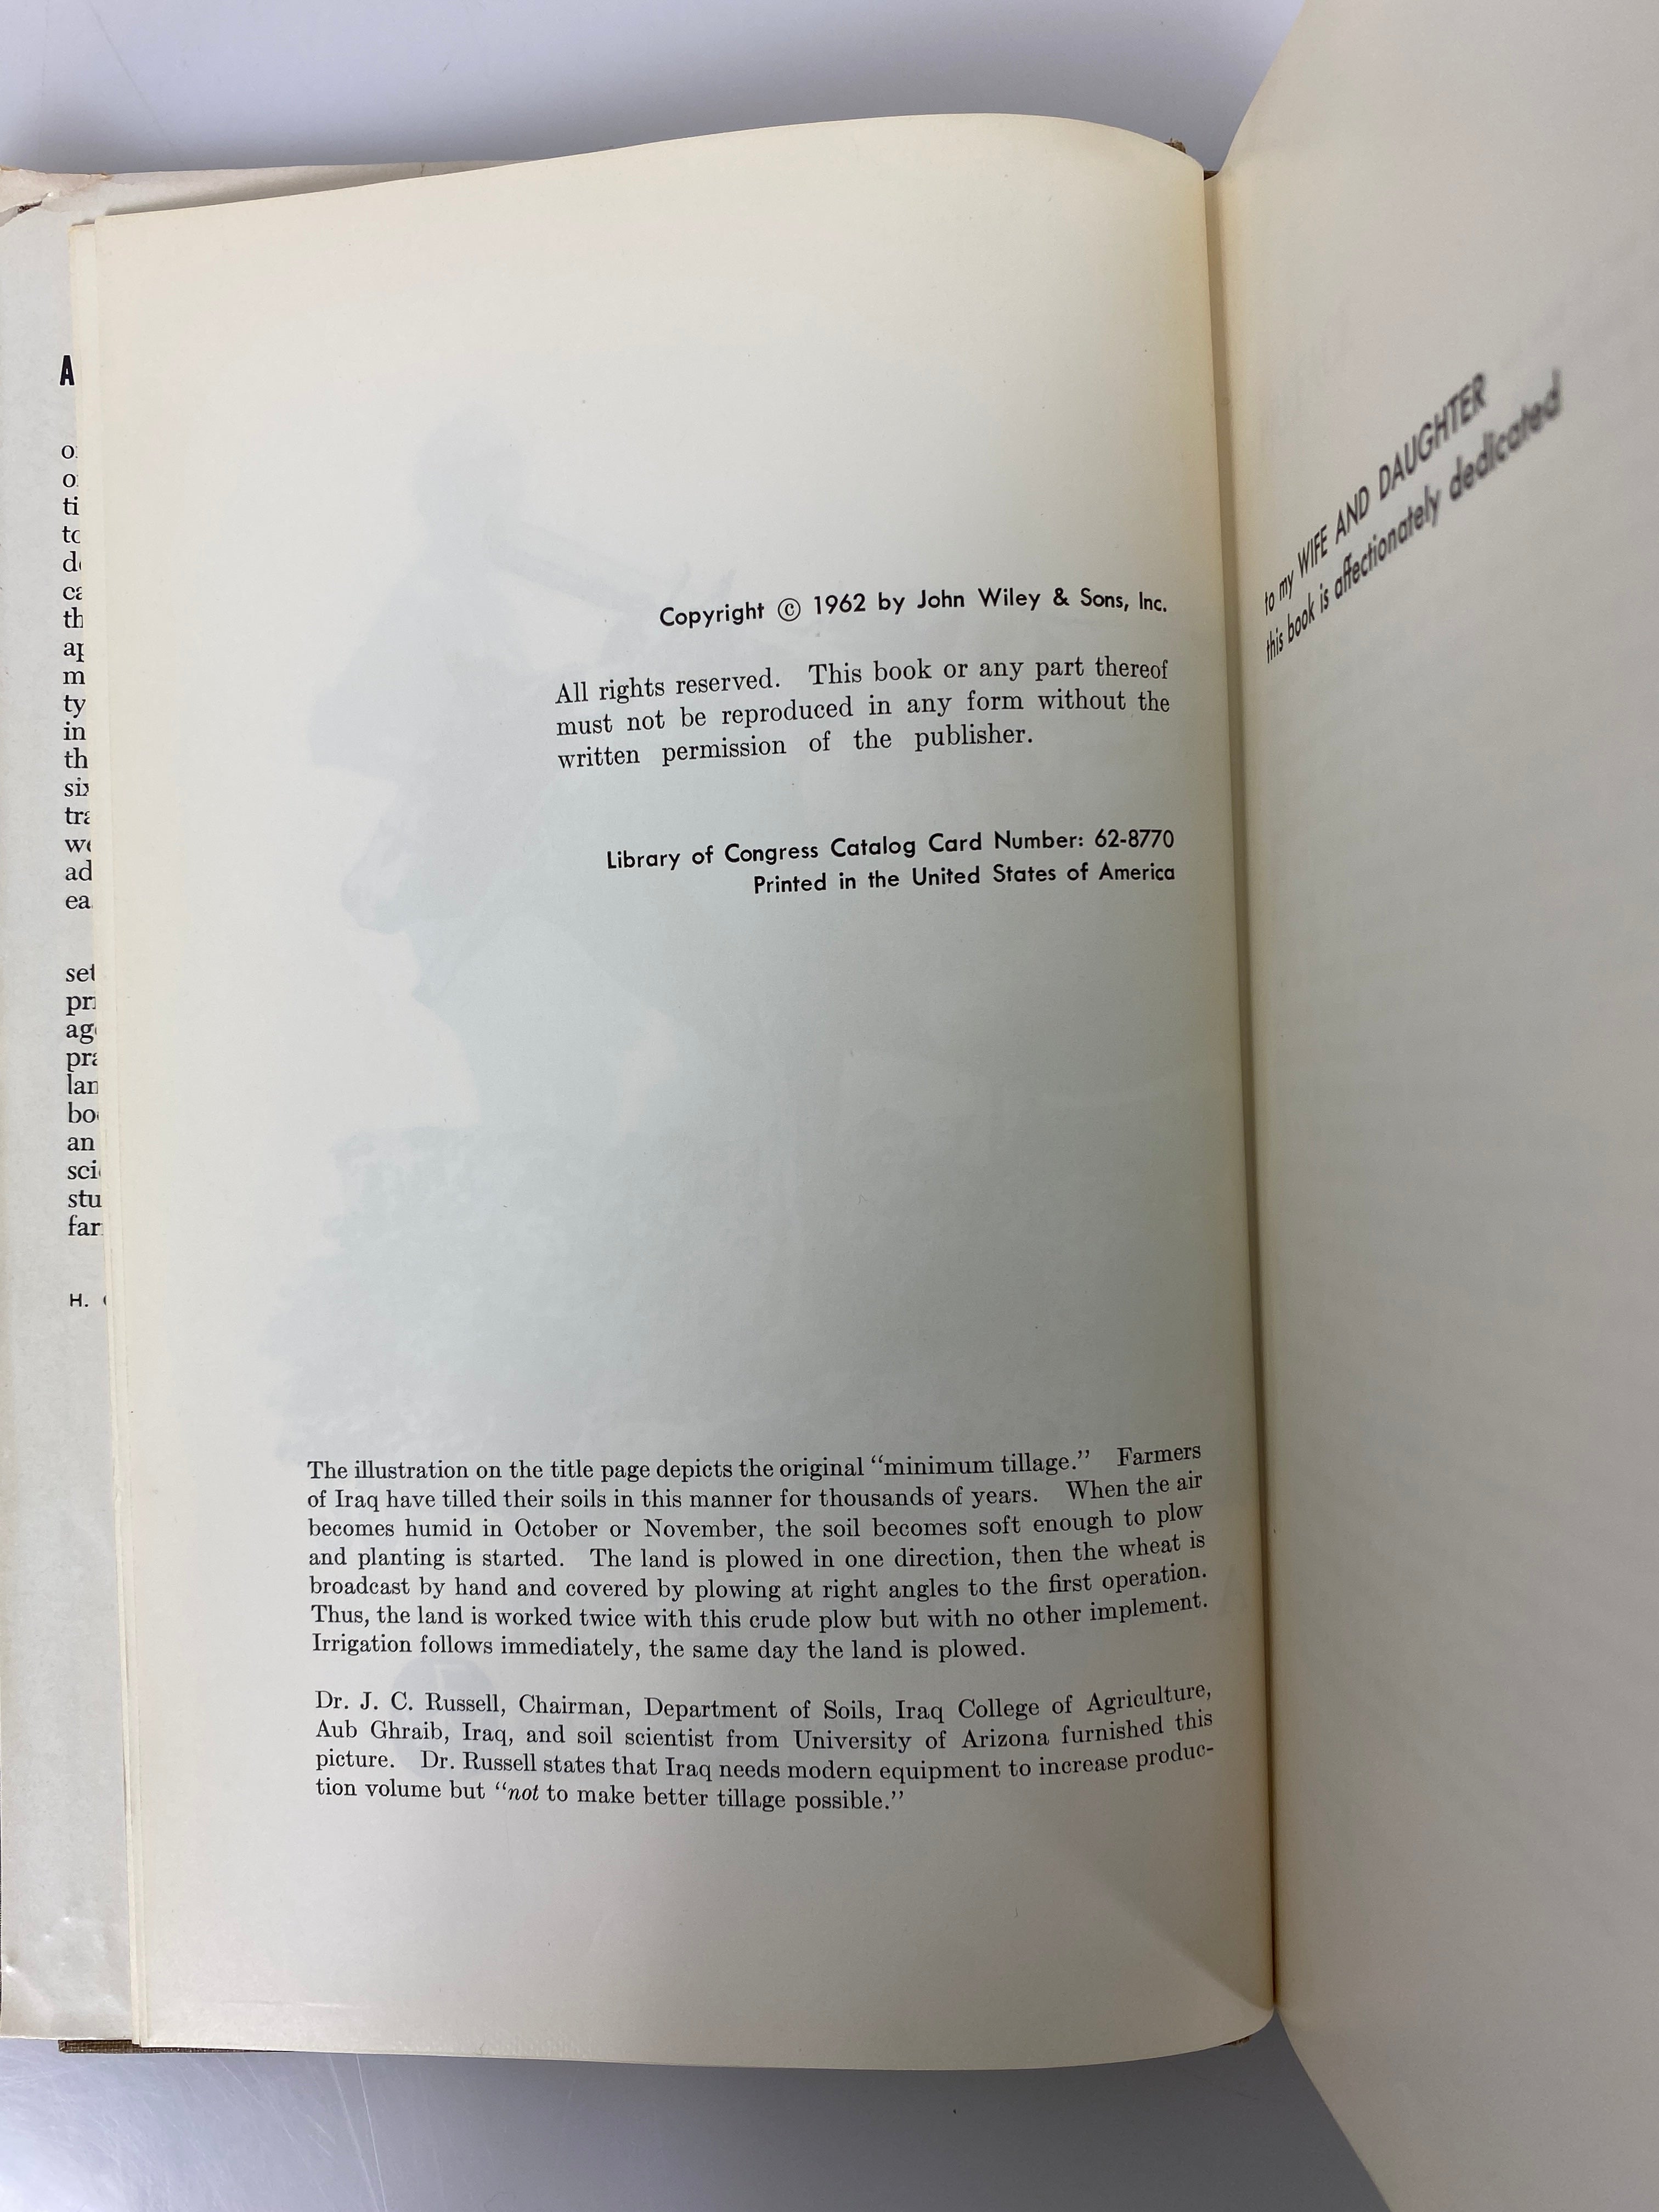 A
ti
m
ty
in
th
ad
an
H.
Copyright © 1962 by John Wiley & Sons, Inc.
All rights reserved. This book or any part thereof
must not be reproduced in any form without the
written permission of the publisher.
Library of Congress Catalog Card Number: 62-8770
Printed in the United States of America
The illustration on the title page depicts the original “minimum tillage.” Farmers
of Iraq have tilled their soils in this manner for thousands of years. When the air
becomes humid in October or November, the soil becomes soft enough to plow
and planting is started. The land is plowed in one direction, then the wheat is
broadcast by hand and covered by plowing at right angles to the first operation.
Thus, the land is worked twice with this crude plow but with no other implement.
Irrigation follows immediately, the same day the land is plowed.
Dr. J. C. Russell, Chairman, Department of Soils, Iraq College of Agriculture,
Aub Ghraib, Iraq, and soil scientist from University of Arizona furnished this
picture. Dr. Russell states that Iraq needs modern equipment to increase produc-
tion volume but “not to make better tillage possible.”
to my WIFE AND DAUGHTER
this book is affectionately dedicated